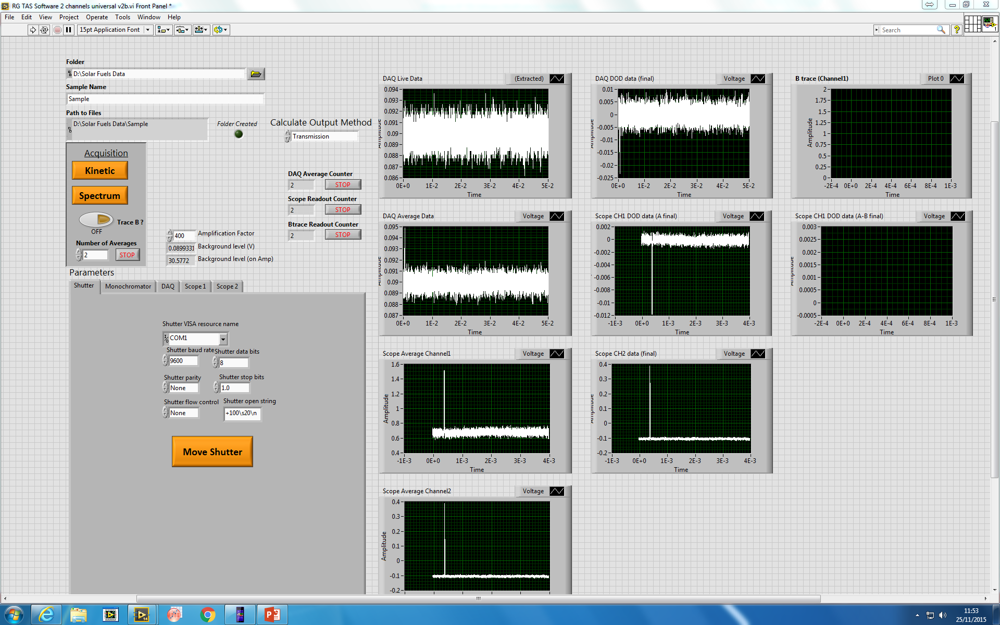 RG TAS Software 2 channels universal v2b.vi Front Panel *
File Edit View Project Operate Tools Window Help
15pt Application Font
Search
Folder
D:\Solar Fuels Data
Sample Name
Sample
Path to Files
D:\Solar Fuels Data\Sample
Folder Created
Calculate Output Method
Transmission
Acquisition
Kinetic
Spectrum
Trace B ?
OFF
Number of Averages
2 STOP
400 Amplification Factor
0.0899331 Background level (V)
30.5772 Background level (on Amp)
DAQ Average Counter
2 STOP
Scope Readout Counter
2 STOP
Btrace Readout Counter
2 STOP
Parameters
Shutter Monochromator DAQ Scope 1 Scope 2
Shutter VISA resource name
COM1
Shutter baud rate Shutter data bits
9600 8
Shutter parity Shutter stop bits
None 1.0
Shutter flow control Shutter open string
None +100\s20\n
Move Shutter
DAQ Live Data (Extracted)
0.094
0.093
0.092
0.091
0.09
0.089
0.088
0.087
0.086
Amplitude
0E+0 1E-2 2E-2 3E-2 4E-2 5E-2
Time
DAQ DOD data (final) Voltage
0.01
0.005
0
-0.005
-0.01
-0.015
-0.02
-0.025
Amplitude
0E+0 1E-2 2E-2 3E-2 4E-2 5E-2
Time
B trace (Channel1) Plot 0
2
1.75
1.5
1.25
1
0.75
0.5
0.25
0
Amplitude
-2E-4 0E+0 2E-4 4E-4 6E-4 8E-4 1E-3
Time
DAQ Average Data Voltage
0.095
0.094
0.093
0.092
0.091
0.09
0.089
0.088
0.087
Amplitude
0E+0 1E-2 2E-2 3E-2 4E-2 5E-2
Time
Scope CH1 DOD data (A final) Voltage
0.002
0
-0.002
-0.004
-0.006
-0.008
-0.01
-0.012
Amplitude
-1E-3 0E+0 1E-3 2E-3 3E-3 4E-3
Time
Scope CH1 DOD data (A-B final) Voltage
0.003
0.0025
0.002
0.0015
0.001
0.0005
0
-0.0005
Amplitude
-2E-4 0E+0 2E-4 4E-4 6E-4 8E-4 1E-3
Time
Scope Average Channel1 Voltage
1.6
1.4
1.2
1
0.8
0.6
0.4
Amplitude
-1E-3 0E+0 1E-3 2E-3 3E-3 4E-3
Time
Scope CH2 data (final) Voltage
0.4
0.3
0.2
0.1
0
-0.1
-0.2
Amplitude
-1E-3 0E+0 1E-3 2E-3 3E-3 4E-3
Time
Scope Average Channel2 Voltage
0.4
0.3
0.2
0.1
0
-0.1
-0.2
Amplitude
11:53
25/11/2015